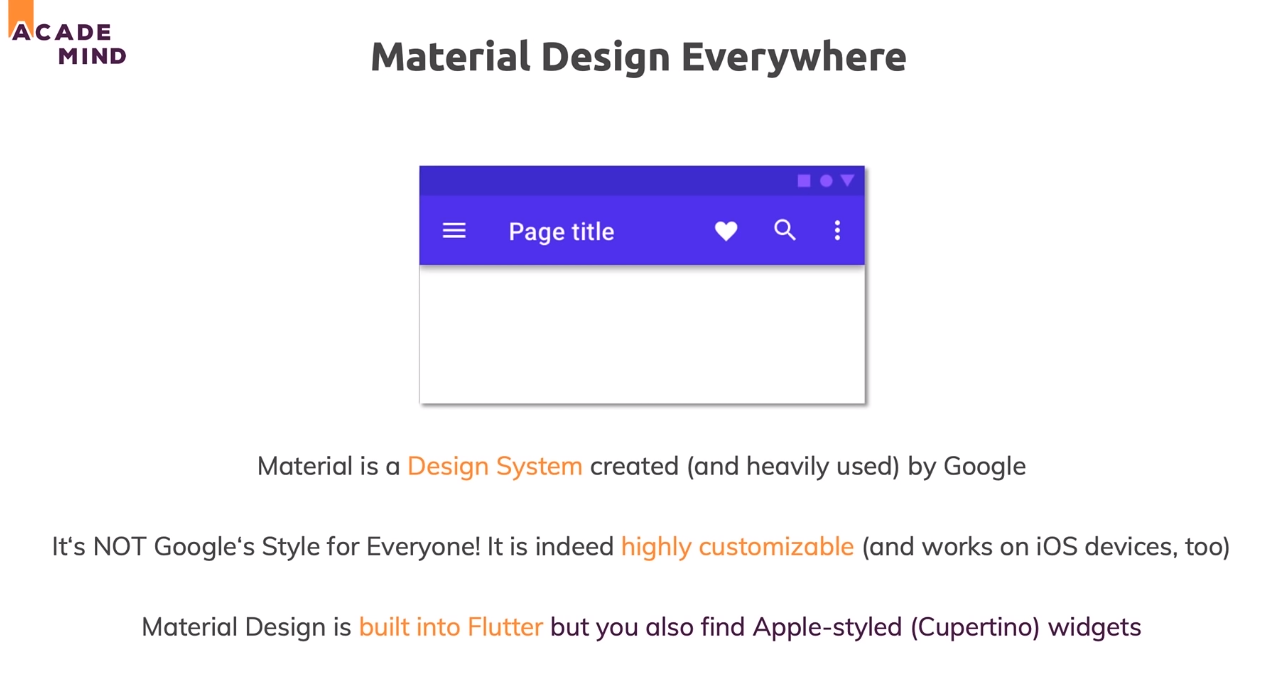 ACADE
MIND
Material Design Everywhere
Page title
Material is a Design System created (and heavily used) by Google
It‘s NOT Google‘s Style for Everyone! It is indeed highly customizable (and works on iOS devices, too)
Material Design is built into Flutter but you also find Apple-styled (Cupertino) widgets